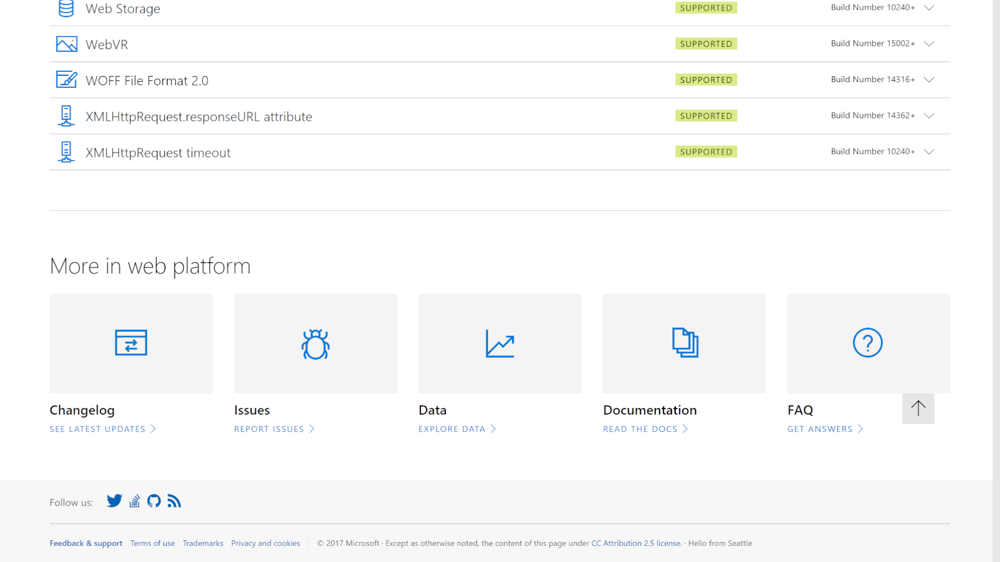 Web Storage SUPPORTED Build Number 10240+
WebVR SUPPORTED Build Number 15002+
WOFF File Format 2.0 SUPPORTED Build Number 14316+
XMLHttpRequest.responseURL attribute SUPPORTED Build Number 14362+
XMLHttpRequest timeout SUPPORTED Build Number 10240+
More in web platform
Changelog Issues Data Documentation FAQ
SEE LATEST UPDATES REPORT ISSUES EXPLORE DATA READ THE DOCS GET ANSWERS
Follow us:
Feedback & support Terms of use Trademarks Privacy and cookies © 2017 Microsoft · Except as otherwise noted, the content of this page under CC Attribution 2.5 license. · Hello from Seattle